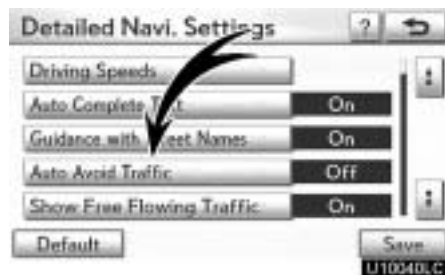 Detailed Navi. Settings ?
Driving Speeds
Auto Complete On
Guidance with eet Names On
Auto Avoid Traffic Off
Show Free Flowing Traffic On
Default Save
U10040LC